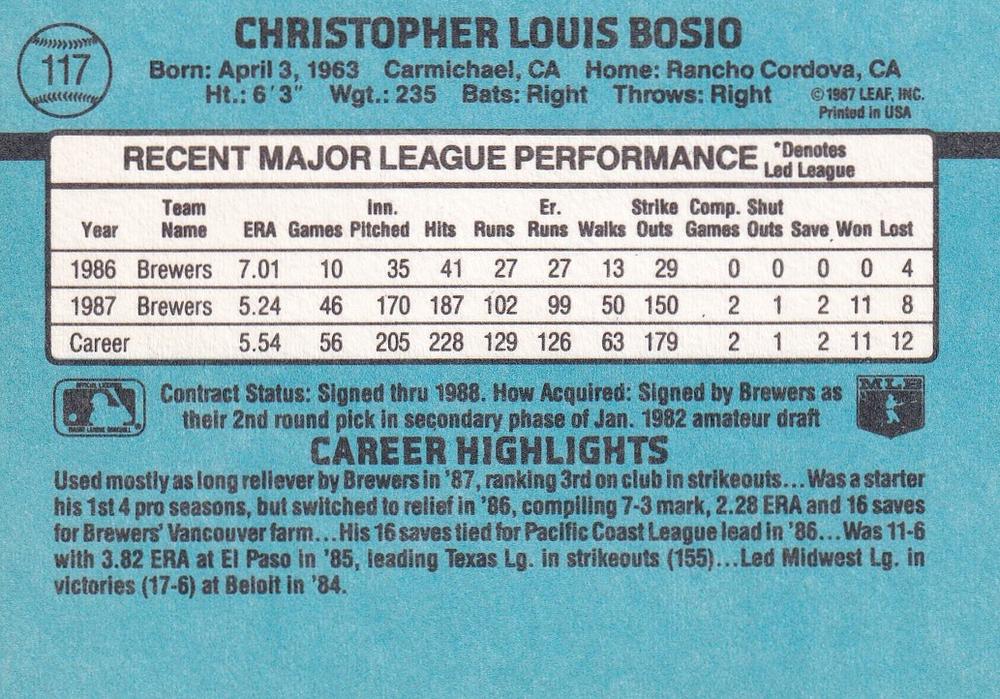 CHRISTOPHER LOUIS BOSIO
117
Born: April 3, 1963 Carmichael, CA Home: Rancho Cordova, CA
Ht.: 6'3" Wgt.: 235 Bats: Right Throws: Right
©1987 LEAF, INC.
Printed in USA
RECENT MAJOR LEAGUE PERFORMANCE *Denotes
Led League
Year Team Name ERA Games Inn. Pitched Hits Runs Er. Runs Walks Strike Outs Comp. Games Shut Outs Save Won Lost
1986 Brewers 7.01 10 35 41 27 27 13 29 0 0 0 0 4
1987 Brewers 5.24 46 170 187 102 99 50 150 2 1 2 11 8
Career 5.54 56 205 228 129 126 63 179 2 1 2 11 12
Contract Status: Signed thru 1988. How Acquired: Signed by Brewers as
their 2nd round pick in secondary phase of Jan. 1982 amateur draft
MLB
CAREER HIGHLIGHTS
Used mostly as long reliever by Brewers in '87, ranking 3rd on club in strikeouts...Was a starter
his 1st 4 pro seasons, but switched to relief in '86, compiling 7-3 mark, 2.28 ERA and 16 saves
for Brewers' Vancouver farm...His 16 saves tied for Pacific Coast League lead in '86...Was 11-6
with 3.82 ERA at El Paso in '85, leading Texas Lg. in strikeouts (155)...Led Midwest Lg. in
victories (17-6) at Beloit in '84.